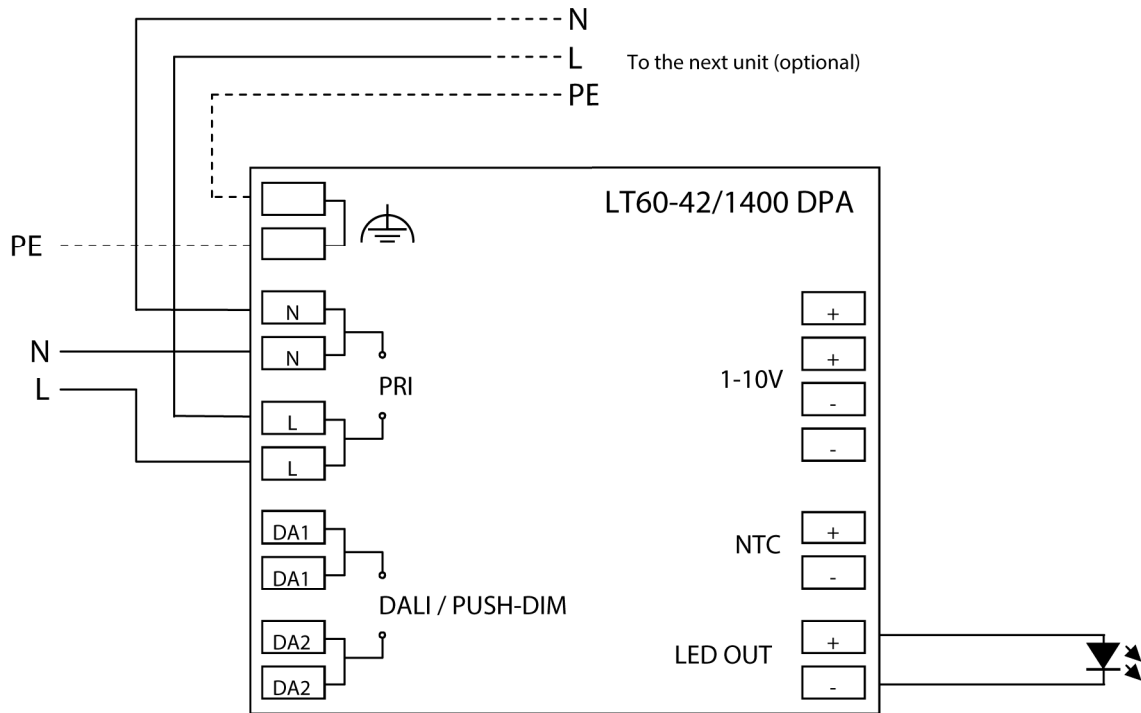 N
L To the next unit (optional)
PE
LT60-42/1400 DPA
PE
N
N
N
L
PRI
L
L
+
+
1-10V
-
-
DA1
DA1
DALI / PUSH-DIM
DA2
DA2
NTC
+
-
LED OUT
+
-